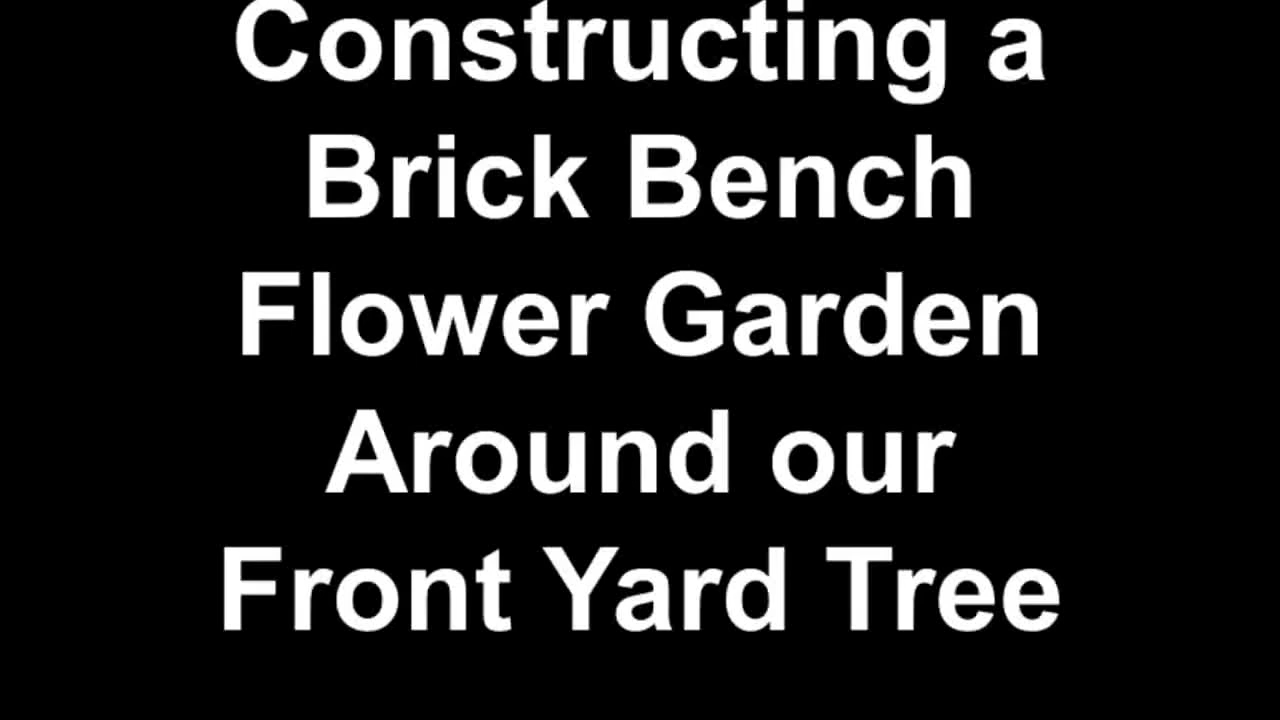 Constructing a
Brick Bench
Flower Garden
Around our
Front Yard Tree